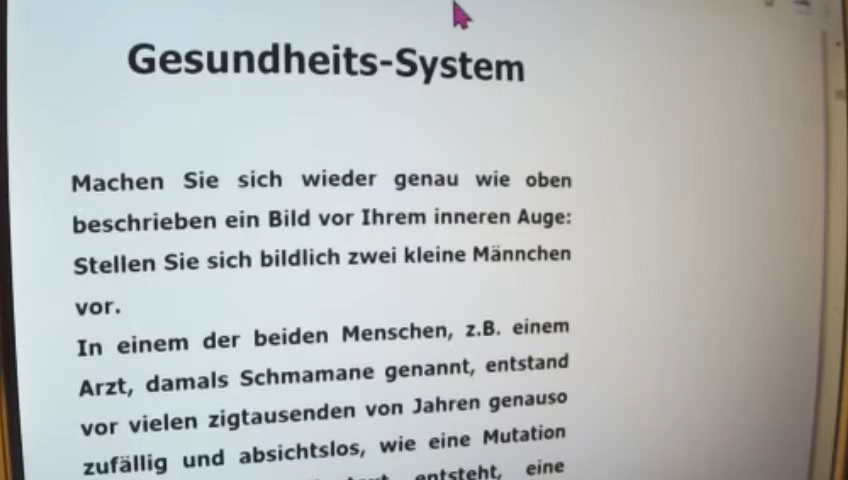 Gesundheits-System
Machen Sie sich wieder genau wie oben
beschrieben ein Bild vor Ihrem inneren Auge:
Stellen Sie sich bildlich zwei kleine Männchen
vor.
In einem der beiden Menschen, z.B. einem
Arzt, damals Schmamane genannt, entstand
vor vielen zigtausenden von Jahren genauso
zufällig und absichtslos, wie eine Mutation
entsteht, eine